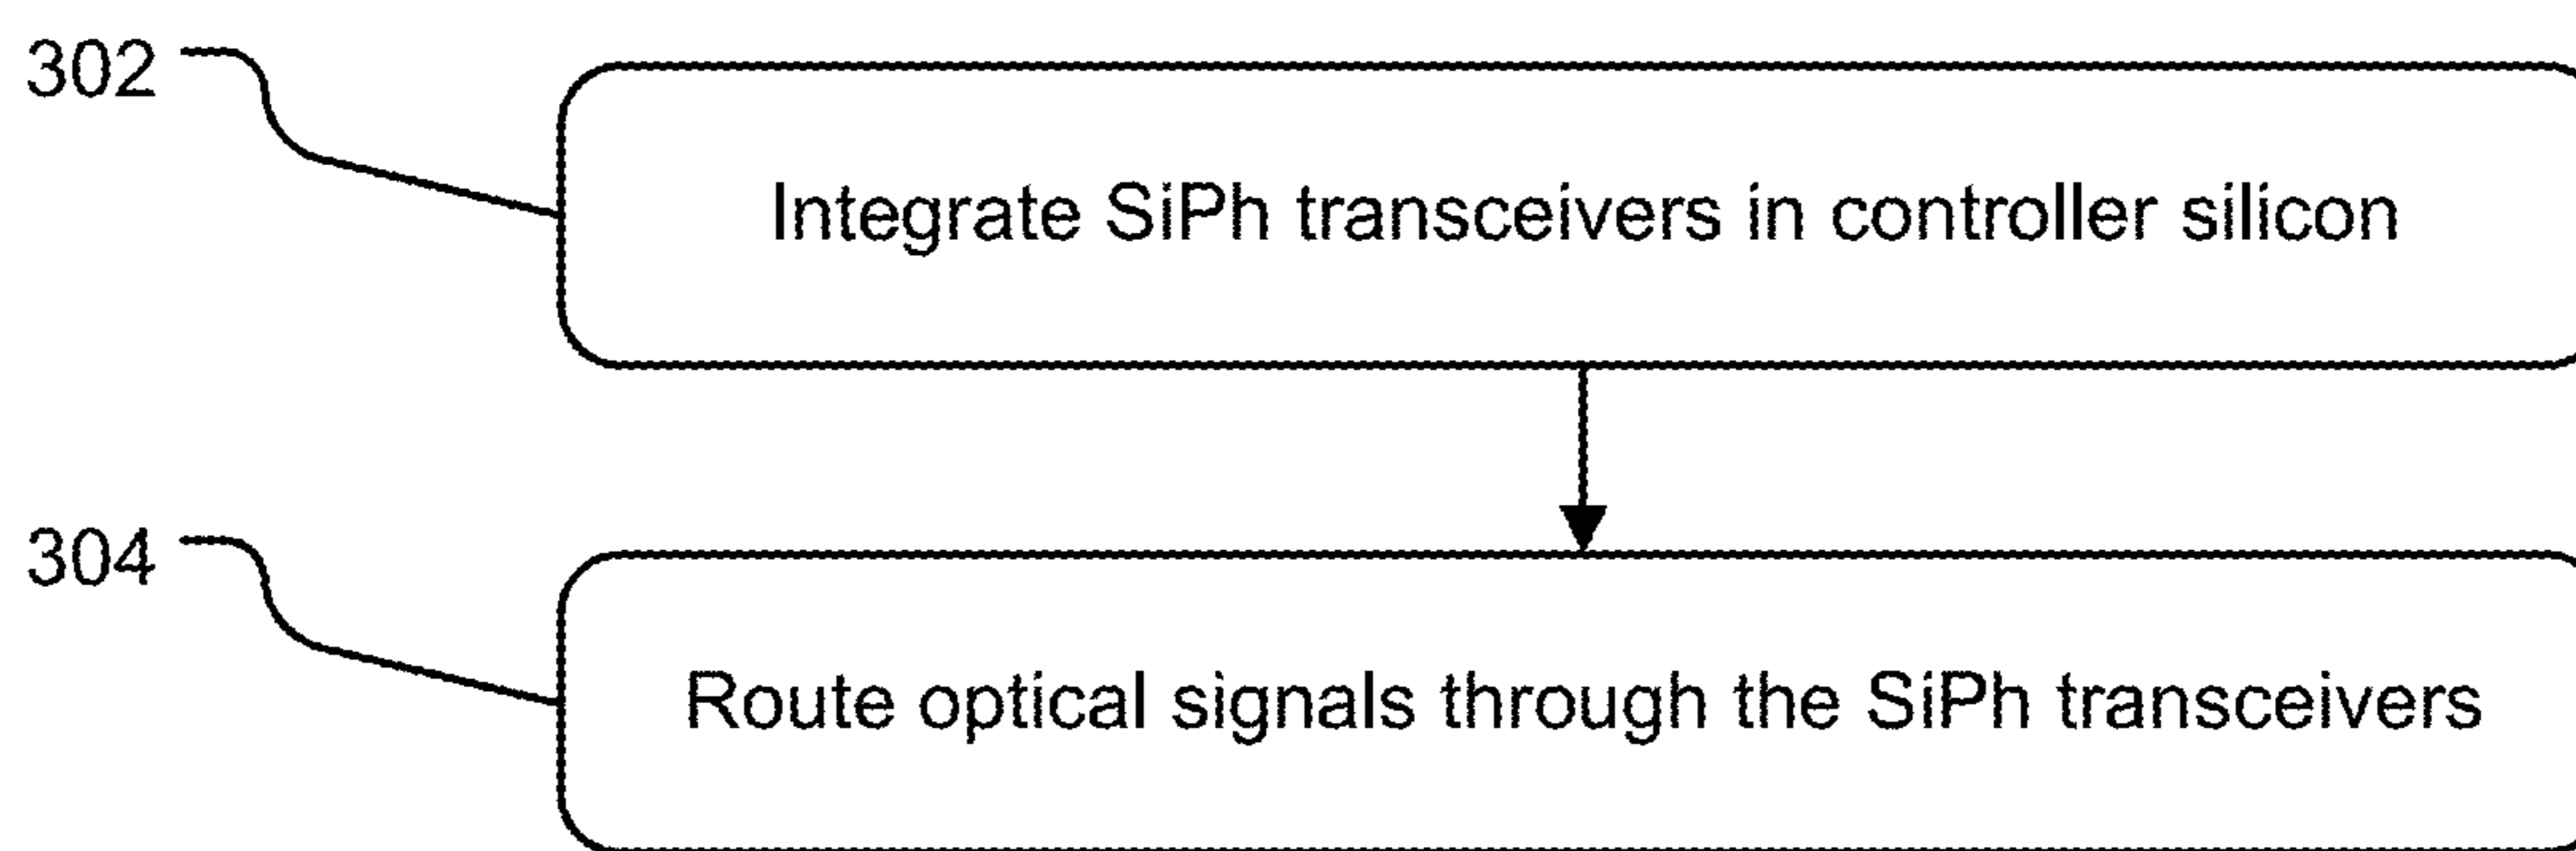 302
Integrate SiPh transceivers in controller silicon
304
Route optical signals through the SiPh transceivers